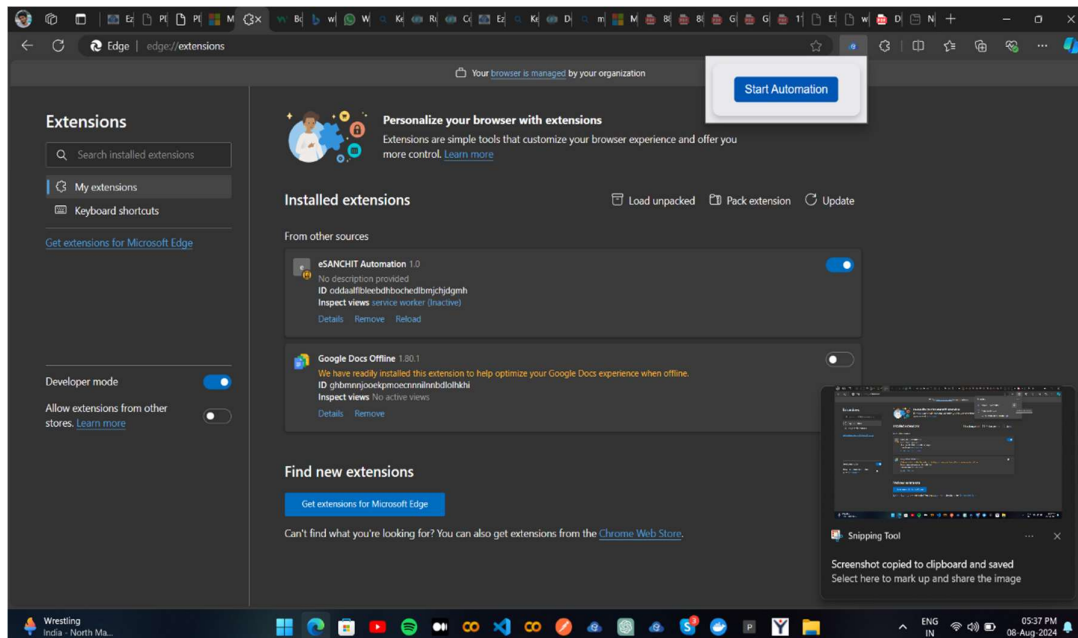 Edge
edge://extensions
Your browser is managed by your organization
Start Automation
Extensions
Search installed extensions
My extensions
Keyboard shortcuts
Get extensions for Microsoft Edge
Developer mode
Allow extensions from other
stores. Learn more
Personalize your browser with extensions
Extensions are simple tools that customize your browser experience and offer you
more control. Learn more
Installed extensions
Load unpacked
Pack extension
Update
From other sources
eSANCHIT Automation 1.0
No description provided
ID oddaalflbleebdhbochedlbmjchjdgmh
Inspect views service worker (Inactive)
Details Remove Reload
Google Docs Offline 1.80.1
We have readily installed this extension to help optimize your Google Docs experience when offline.
ID ghbmnnjooekpmoecnnnilnnbdlolhkhi
Inspect views No active views
Details Remove
Find new extensions
Get extensions for Microsoft Edge
Can't find what you're looking for? You can also get extensions from the Chrome Web Store.
Snipping Tool
Screenshot copied to clipboard and saved
Select here to mark up and share the image
Wrestling
India - North Ma...
ENG
IN
05:37 PM
08-Aug-2024